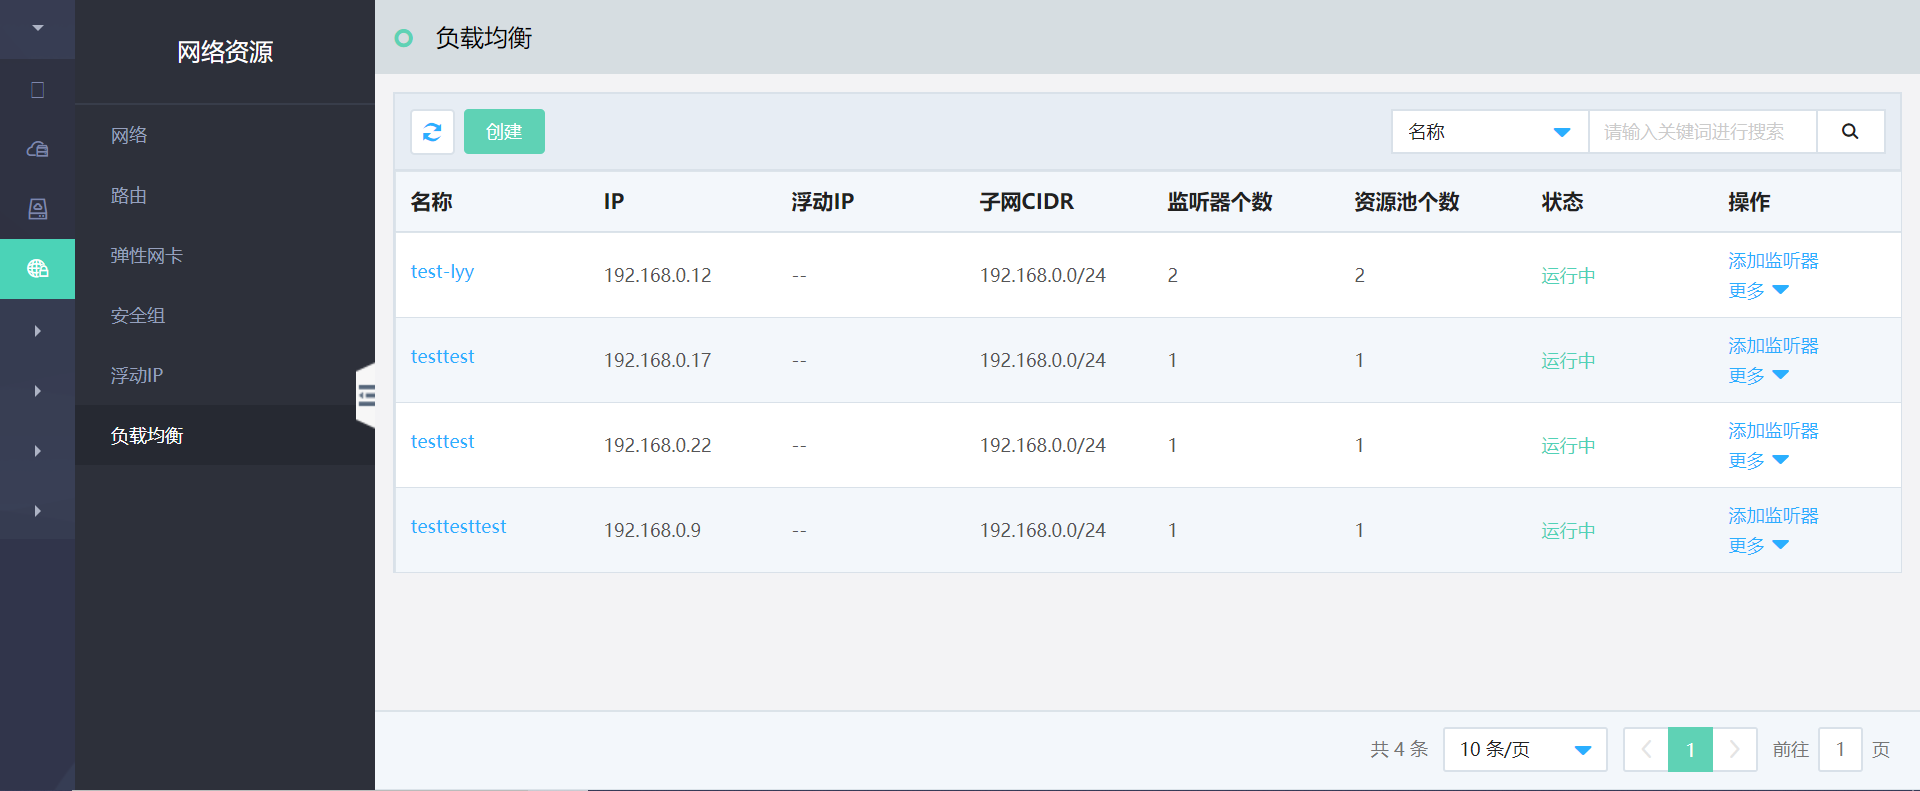 网络资源
网络
路由
弹性网卡
安全组
浮动IP
负载均衡
负载均衡
创建
名称
请输入关键词进行搜索
名称 IP 浮动IP 子网CIDR 监听器个数 资源池个数 状态 操作
test-lyy 192.168.0.12 -- 192.168.0.0/24 2 2 运行中 添加监听器
更多
testtest 192.168.0.17 -- 192.168.0.0/24 1 1 运行中 添加监听器
更多
testtest 192.168.0.22 -- 192.168.0.0/24 1 1 运行中 添加监听器
更多
testtesttest 192.168.0.9 -- 192.168.0.0/24 1 1 运行中 添加监听器
更多
共 4 条 10 条/页 1 前往 1 页